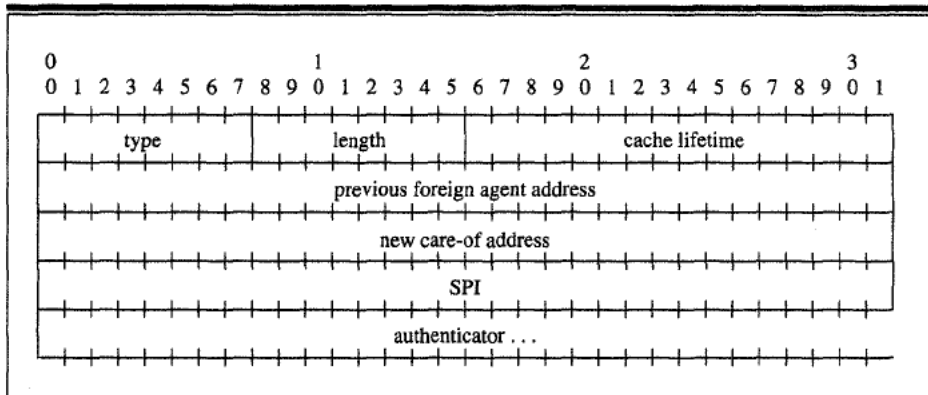 0 1 2 3
0 1 2 3 4 5 6 7 8 9 0 1 2 3 4 5 6 7 8 9 0 1 2 3 4 5 6 7 8 9 0 1
type length cache lifetime
previous foreign agent address
new care-of address
SPI
authenticator . . .